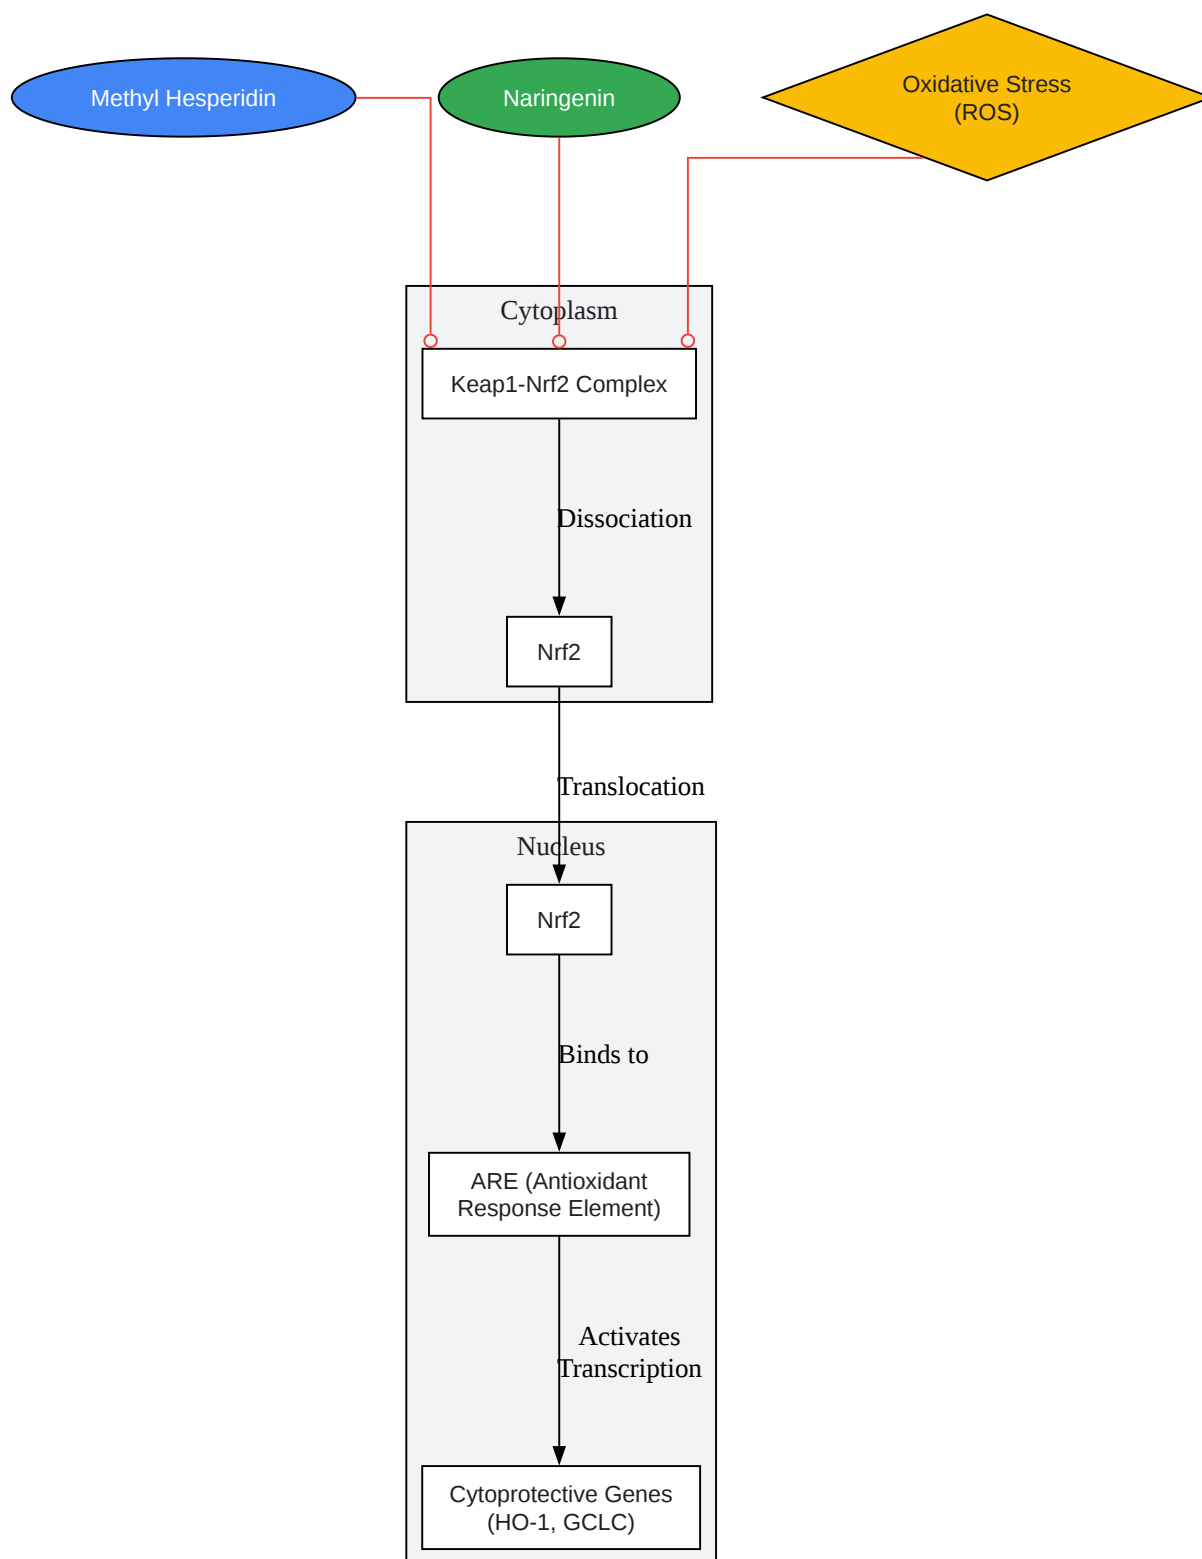 Methyl Hesperidin
Naringenin
Oxidative Stress
(ROS)
Cytoplasm
Keap1-Nrf2 Complex
Dissociation
Nrf2
Translocation
Nucleus
Nrf2
Binds to
ARE (Antioxidant
Response Element)
Activates
Transcription
Cytoprotective Genes
(HO-1, GCLC)